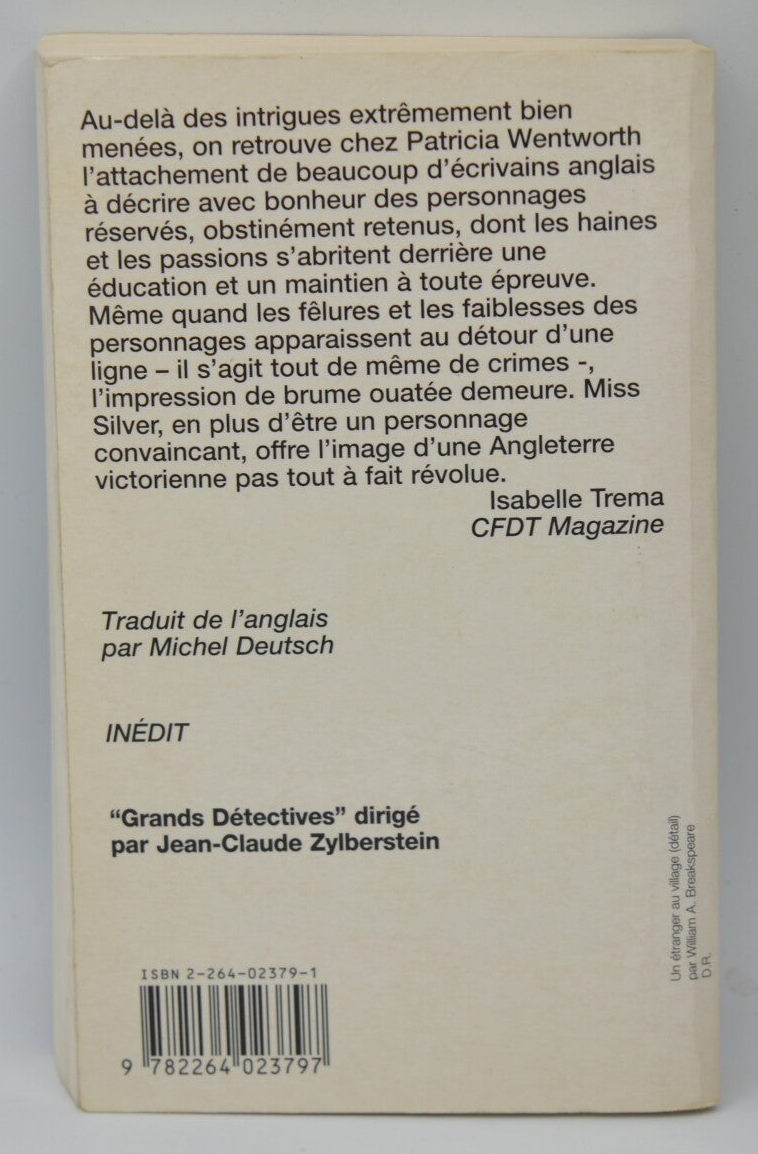 Au-delà des intrigues extrêmement bien
menées, on retrouve chez Patricia Wentworth
l'attachement de beaucoup d'écrivains anglais
à décrire avec bonheur des personnages
réservés, obstinément retenus, dont les haines
et les passions s'abritent derrière une
éducation et un maintien à toute épreuve.
Même quand les fêlures et les faiblesses des
personnages apparaissent au détour d'une
ligne – il s'agit tout de même de crimes -,
l'impression de brume ouatée demeure. Miss
Silver, en plus d'être un personnage
convaincant, offre l'image d'une Angleterre
victorienne pas tout à fait révolue.
Isabelle Trema
CFDT Magazine
Traduit de l'anglais
par Michel Deutsch
INÉDIT
“Grands Détectives” dirigé
par Jean-Claude Zylberstein
Un étranger au village (détail)
par William A. Breakspeare
D.R.
ISBN 2-264-02379-1
9 782264 023797